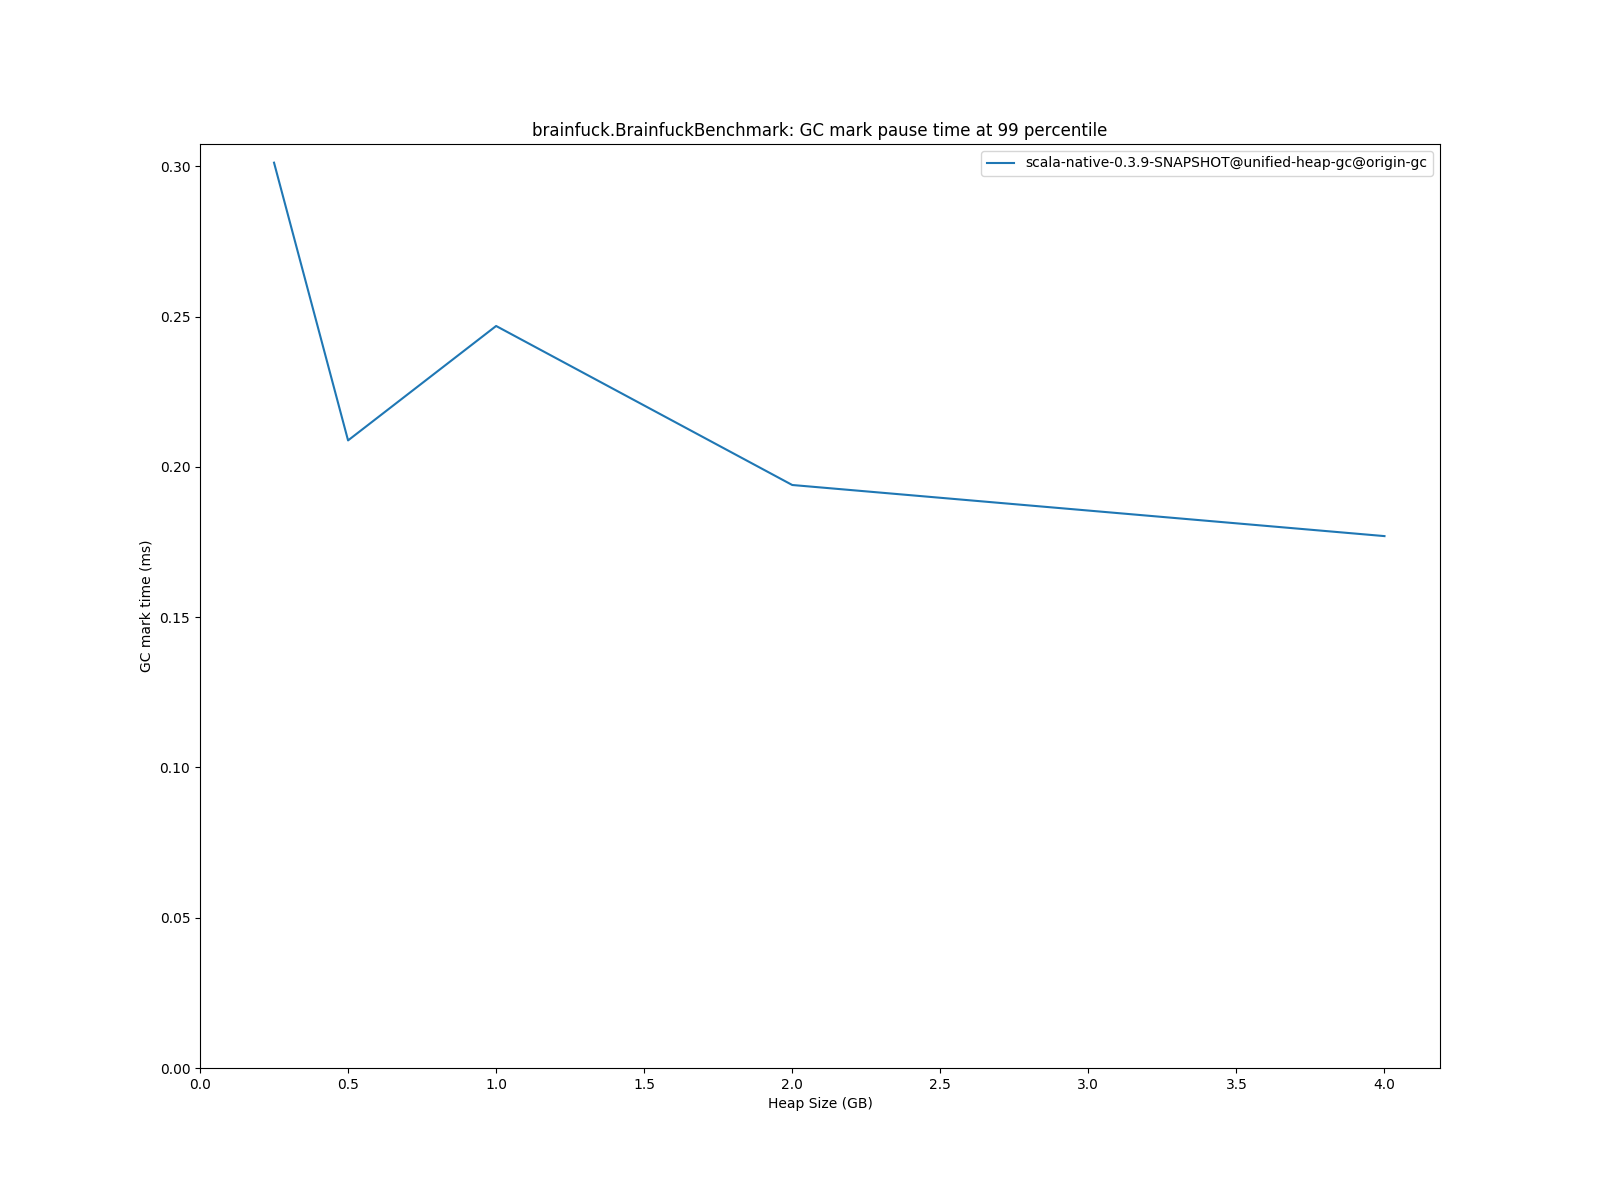 brainfuck.BrainfuckBenchmark: GC mark pause time at 99 percentile
scala-native-0.3.9-SNAPSHOT@unified-heap-gc@origin-gc
0.30
0.25
0.20
0.15
0.10
0.05
0.00
GC mark time (ms)
0.0 0.5 1.0 1.5 2.0 2.5 3.0 3.5 4.0
Heap Size (GB)